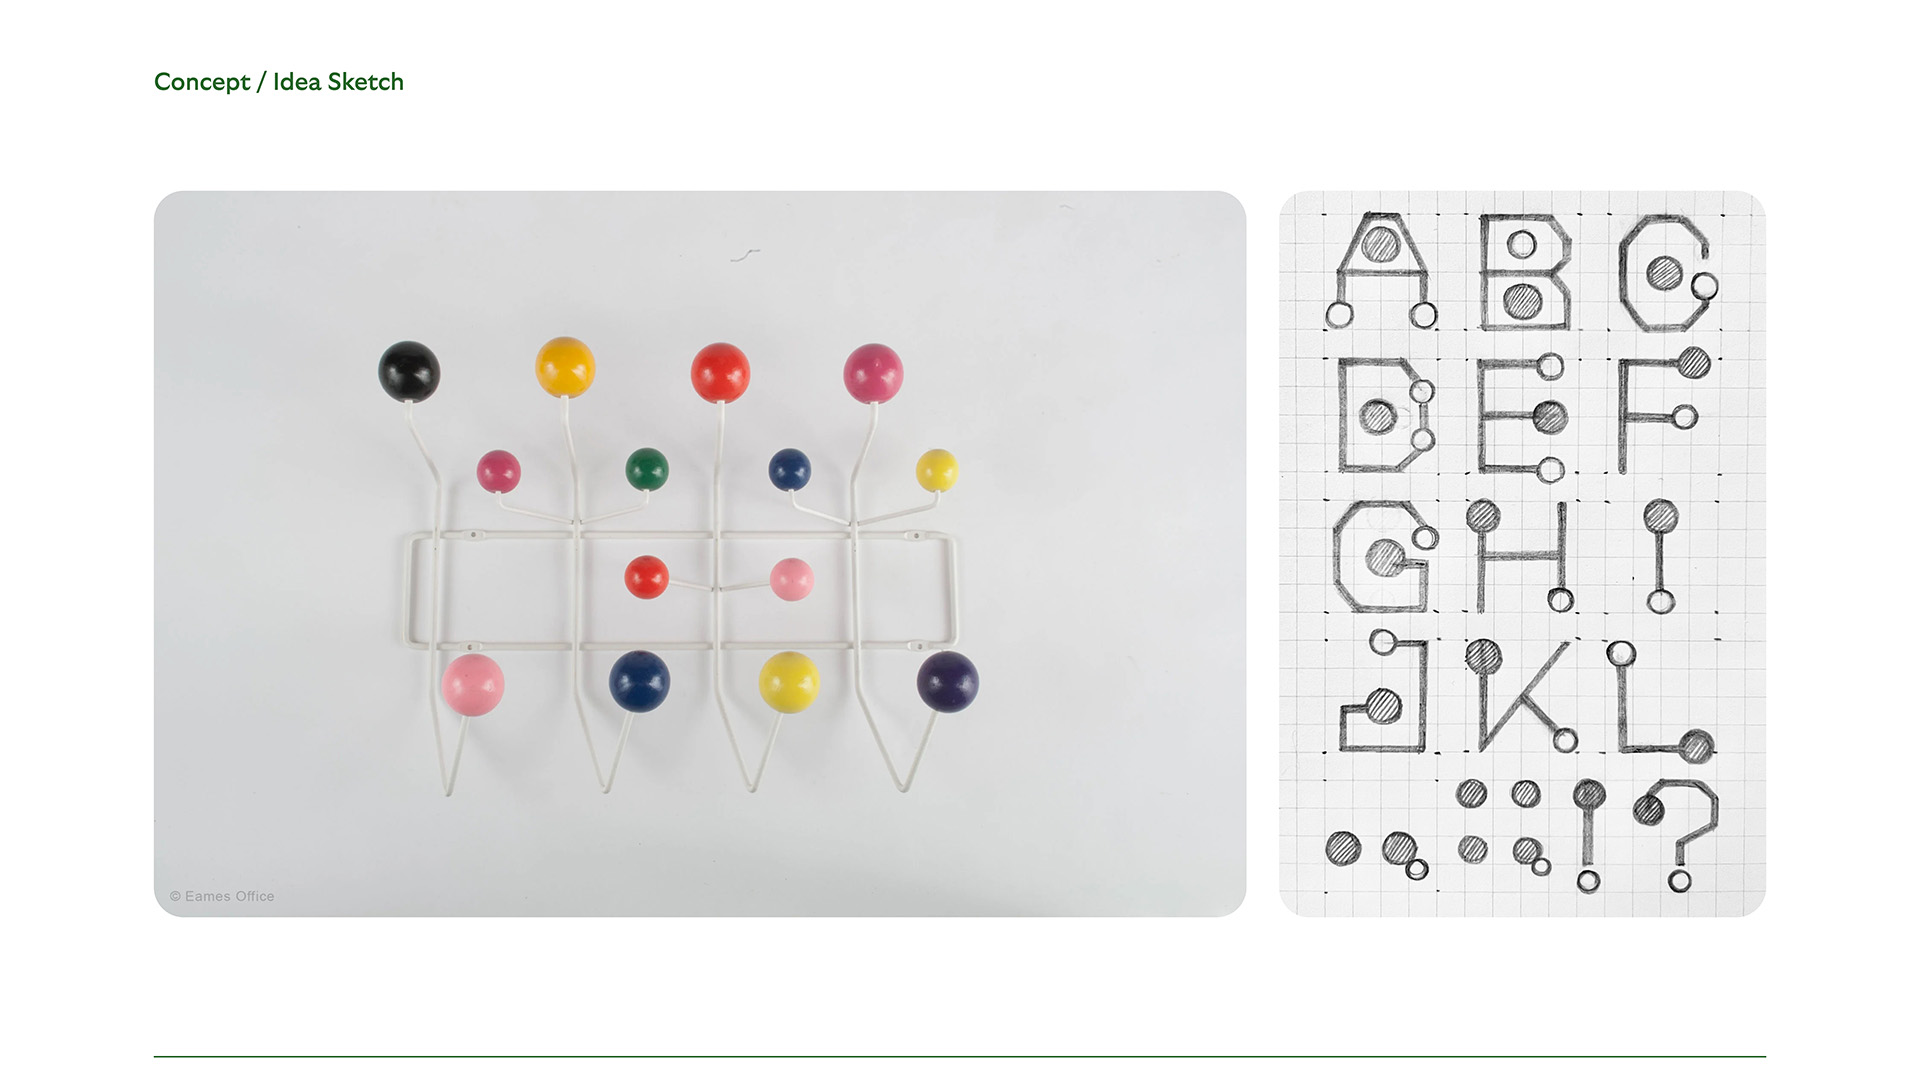 Concept / Idea Sketch
A B C
D E F
G H I
J K L
. , : ; ! ?
© Eames Office